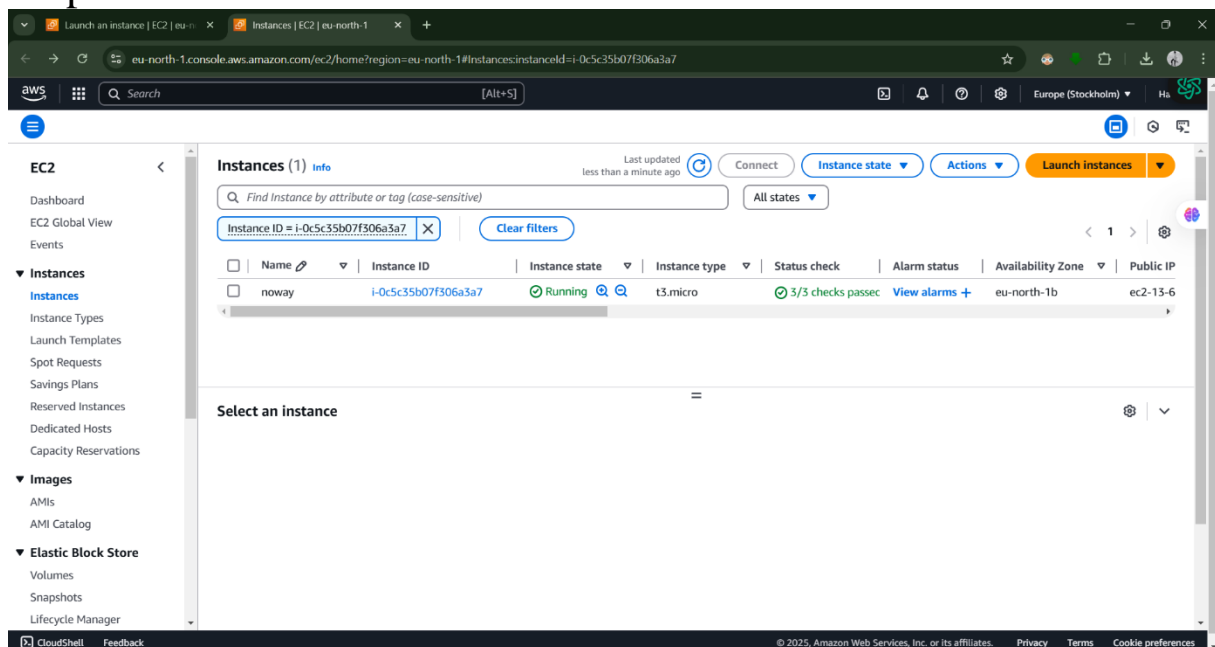 Launch an instance | EC2 | eu-n
Instances | EC2 | eu-north-1
eu-north-1.console.aws.amazon.com/ec2/home?region=eu-north-1#Instances:instanceId=i-0c5c35b07f306a3a7
aws Search [Alt+S] Europe (Stockholm) Ha
EC2
Dashboard
EC2 Global View
Events
Instances
Instances
Instance Types
Launch Templates
Spot Requests
Savings Plans
Reserved Instances
Dedicated Hosts
Capacity Reservations
Images
AMIs
AMI Catalog
Elastic Block Store
Volumes
Snapshots
Lifecycle Manager
Instances (1) Info
Last updated
less than a minute ago
Connect Instance state Actions Launch instances
Find Instance by attribute or tag (case-sensitive) All states
Instance ID = i-0c5c35b07f306a3a7 Clear filters
1
Name Instance ID Instance state Instance type Status check Alarm status Availability Zone Public IP
noway i-0c5c35b07f306a3a7 Running t3.micro 3/3 checks passec View alarms + eu-north-1b ec2-13-6
Select an instance
CloudShell Feedback © 2025, Amazon Web Services, Inc. or its affiliates. Privacy Terms Cookie preferences